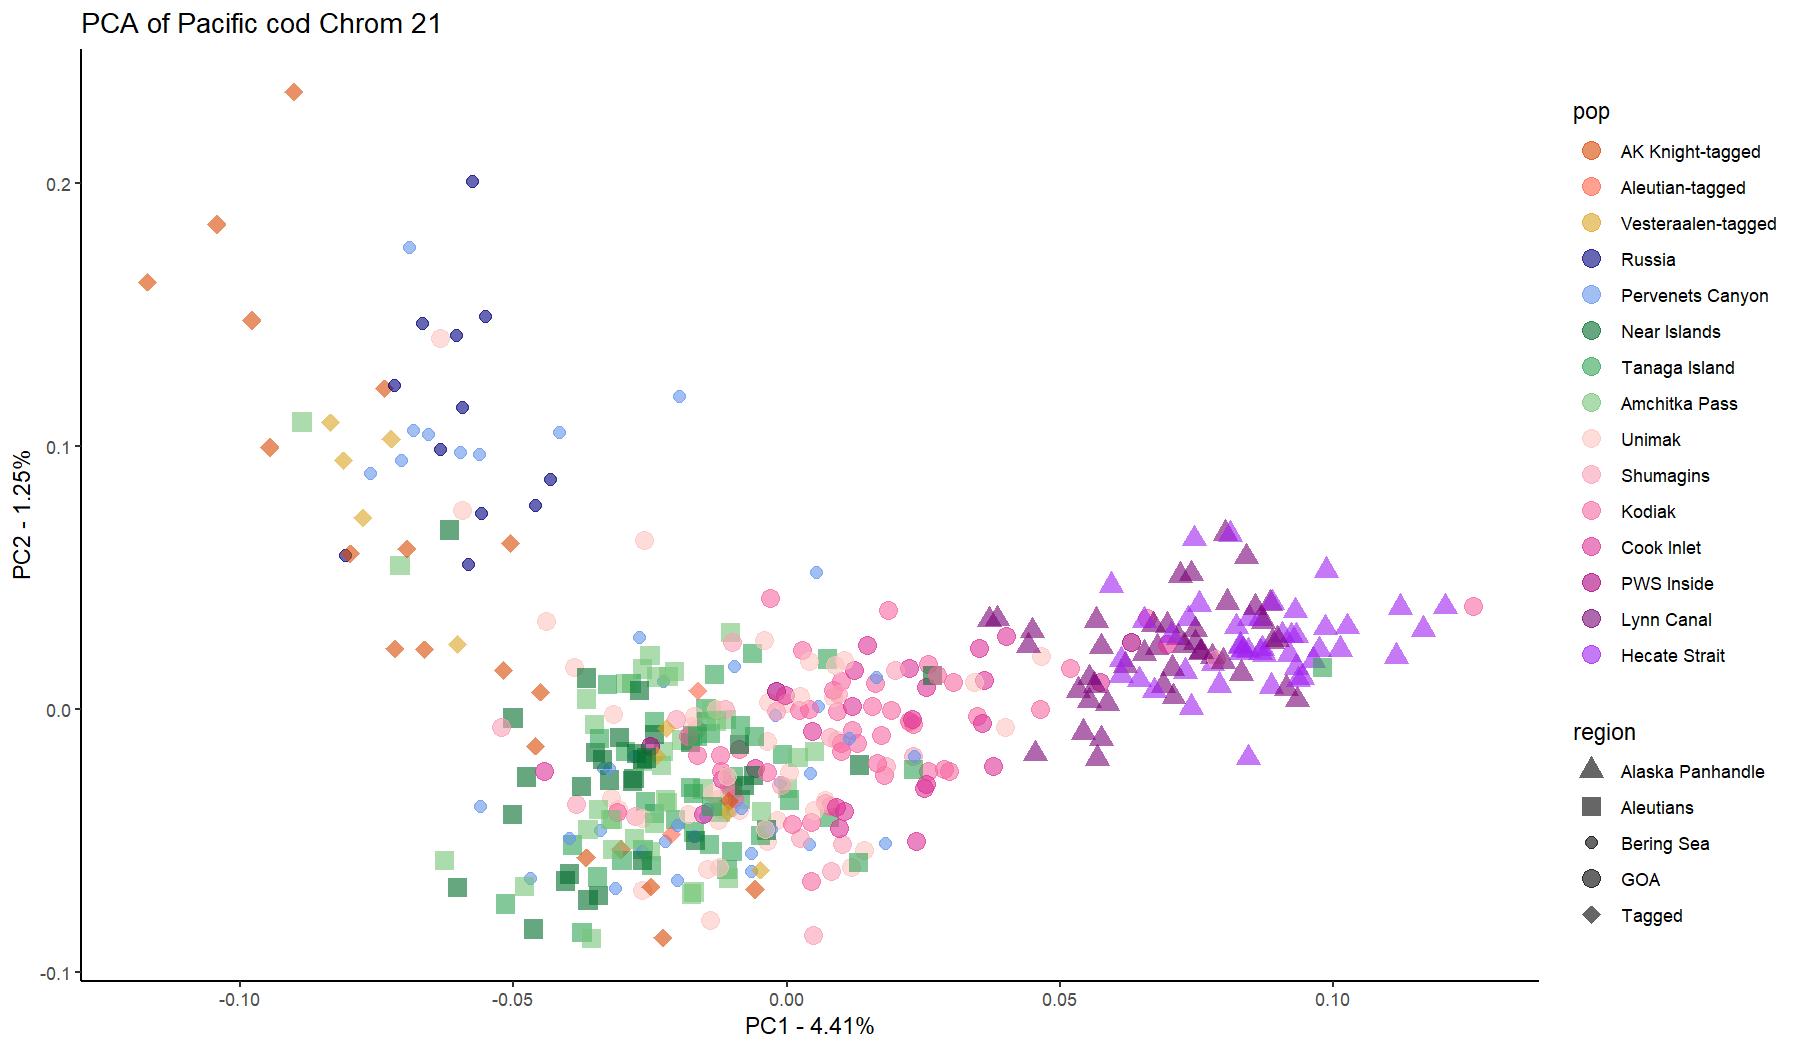 PCA of Pacific cod Chrom 21
PC2 - 1.25%
0.2
0.1
0.0
-0.1
-0.10
-0.05
0.00
0.05
0.10
PC1 - 4.41%
pop
AK Knight-tagged
Aleutian-tagged
Vesteraalen-tagged
Russia
Pervenets Canyon
Near Islands
Tanaga Island
Amchitka Pass
Unimak
Shumagins
Kodiak
Cook Inlet
PWS Inside
Lynn Canal
Hecate Strait
region
Alaska Panhandle
Aleutians
Bering Sea
GOA
Tagged